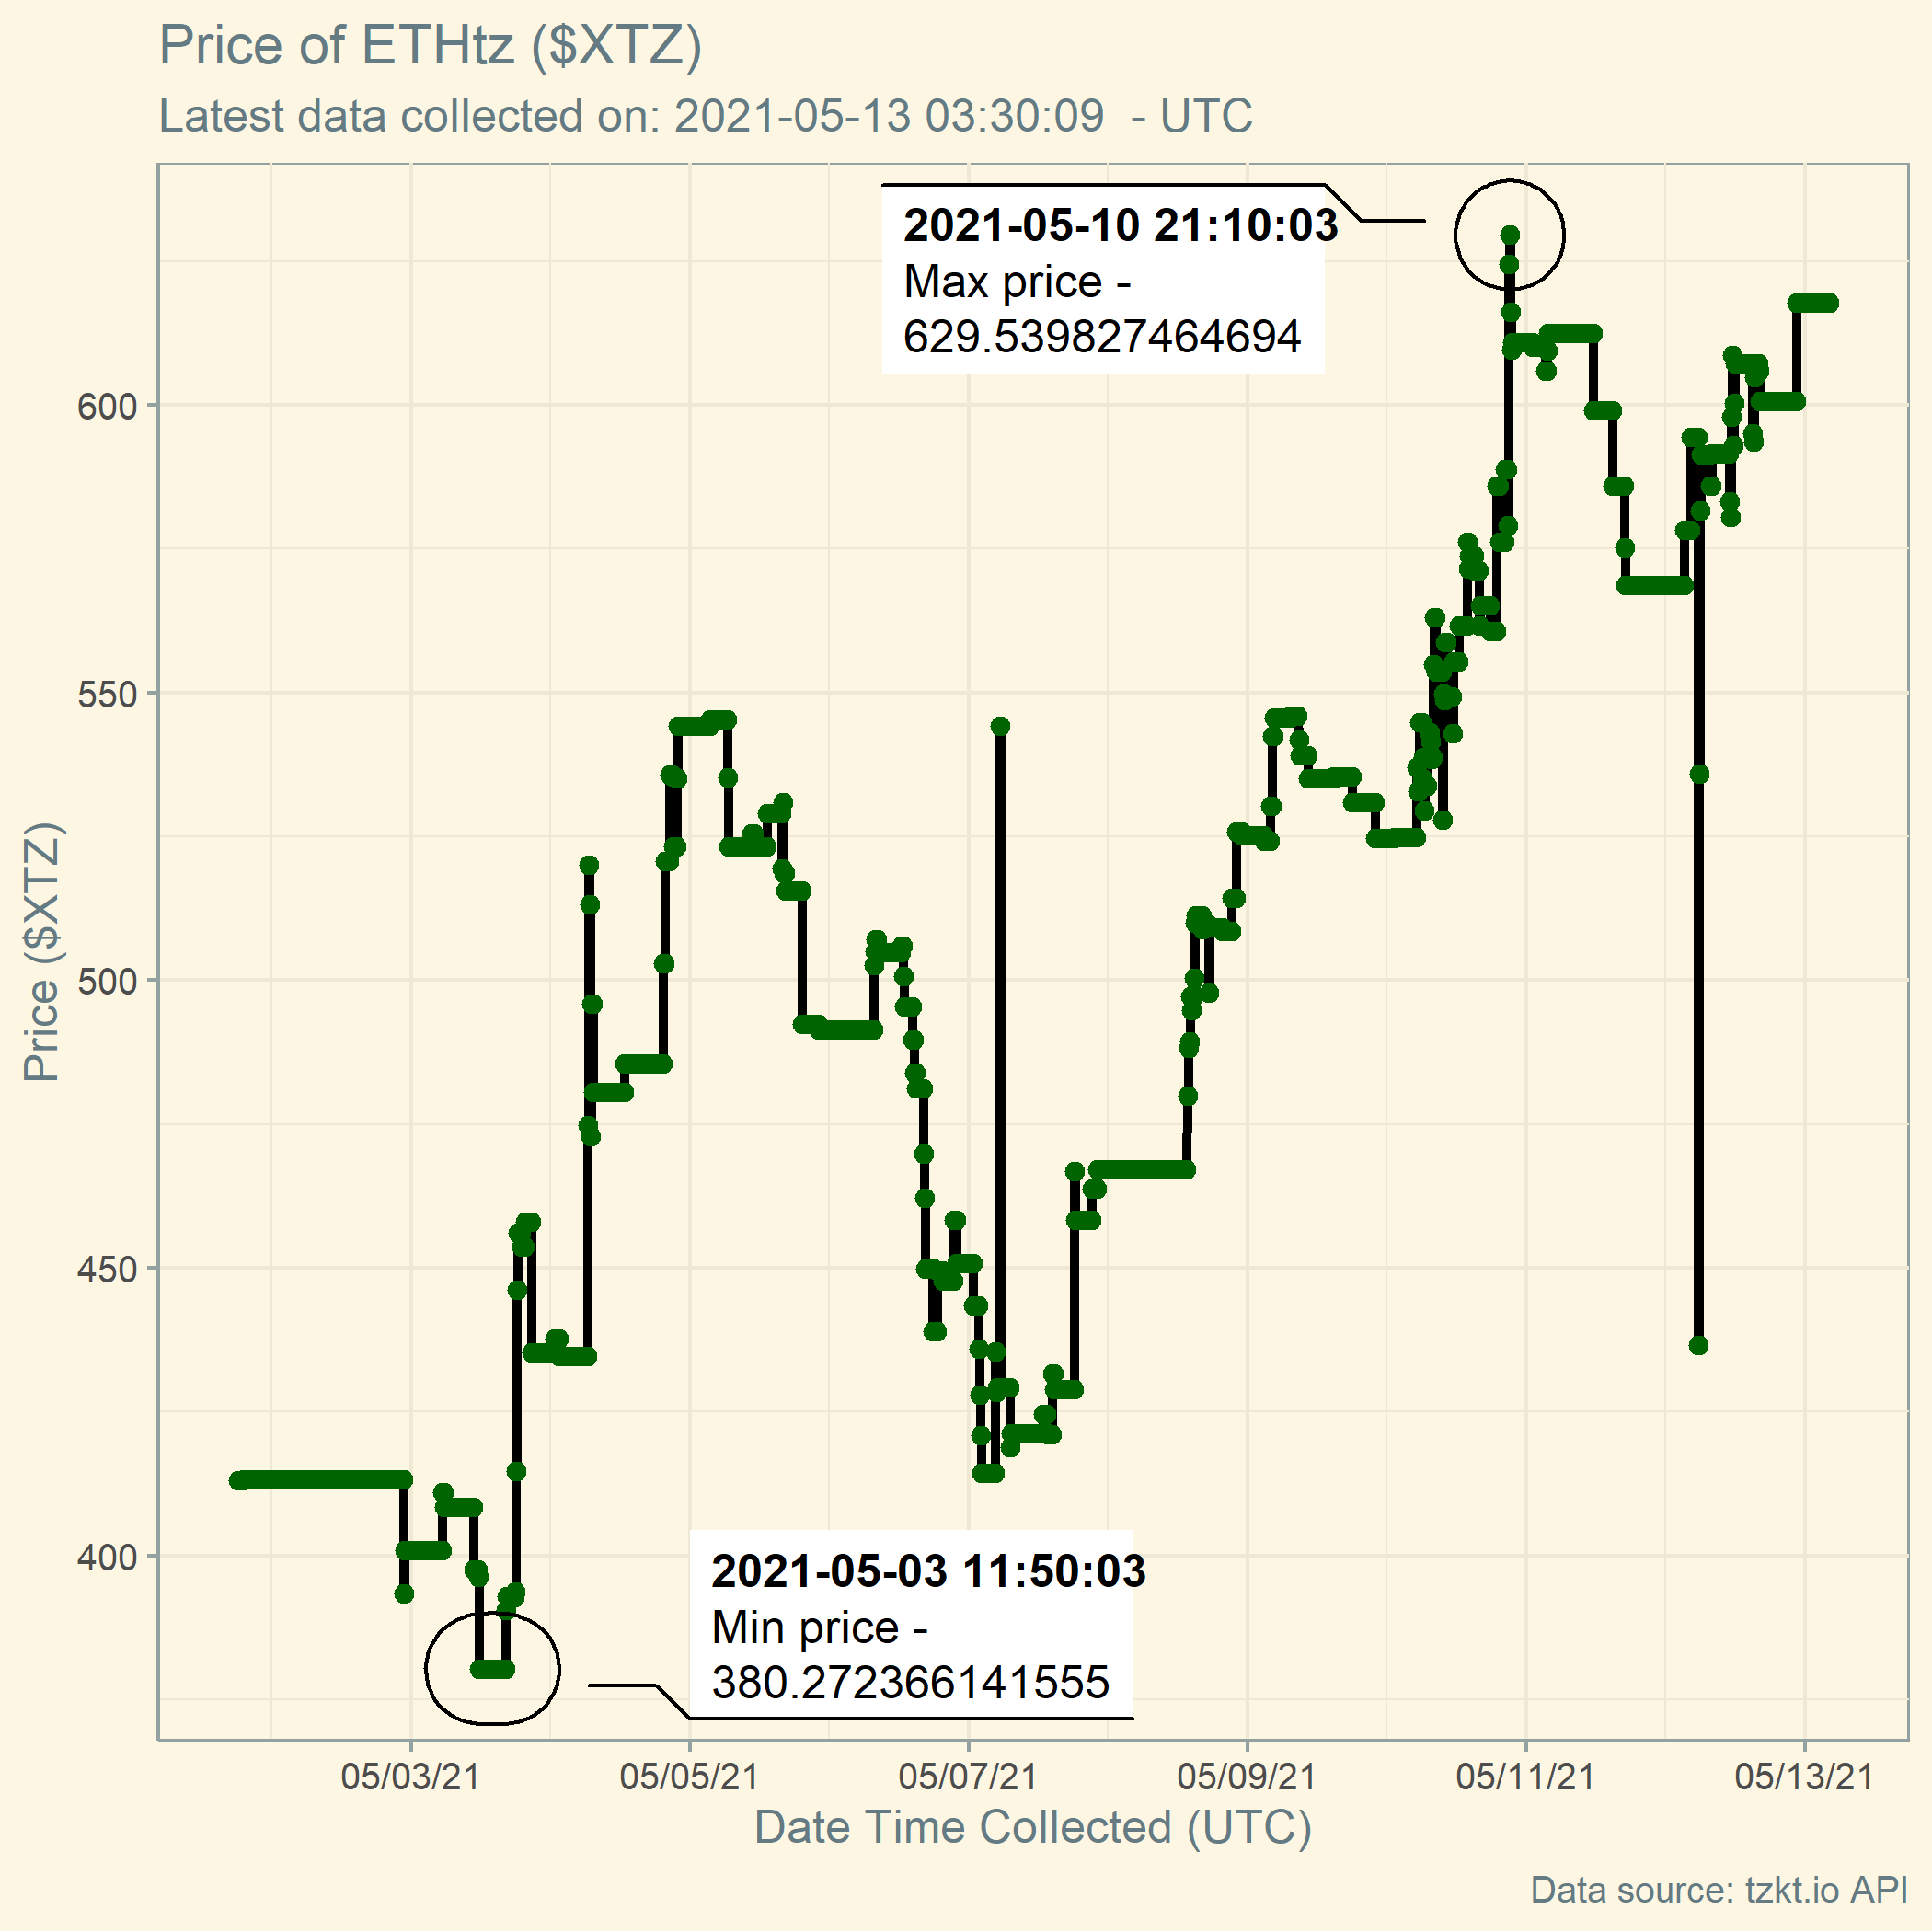 Price of ETHtz ($XTZ)
Latest data collected on: 2021-05-13 03:30:09  - UTC
2021-05-10 21:10:03
Max price -
629.539827464694
600
550
500
450
400
Price ($XTZ)
2021-05-03 11:50:03
Min price -
380.272366141555
05/03/21
05/05/21
05/07/21
05/09/21
05/11/21
05/13/21
Date Time Collected (UTC)
Data source: tzkt.io API